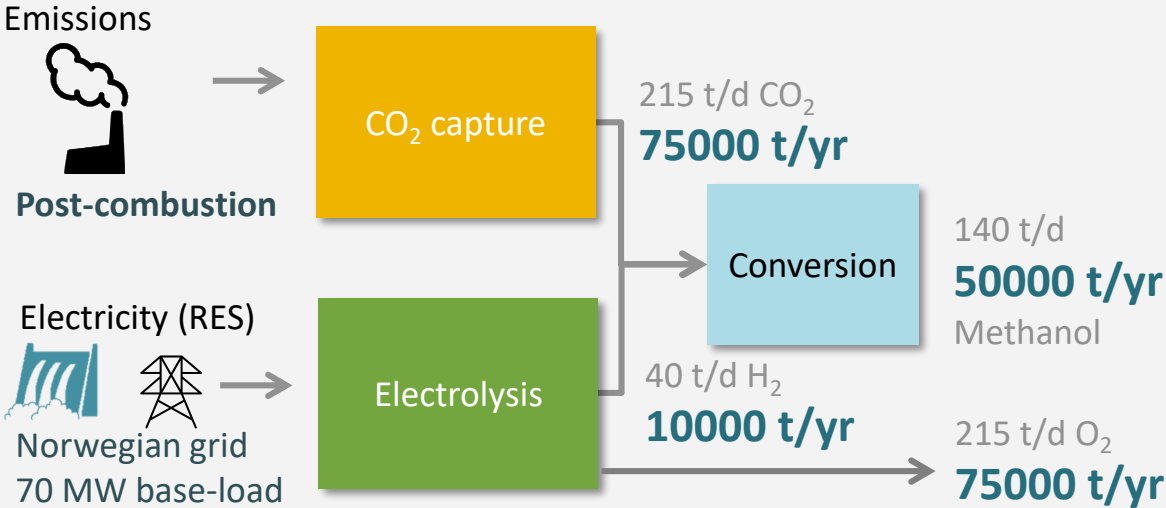 Emissions
CO₂ capture
Post-combustion
215 t/d CO₂
75000 t/yr
Conversion
140 t/d
50000 t/yr
Methanol
Electricity (RES)
Electrolysis
Norwegian grid
70 MW base-load
40 t/d H₂
10000 t/yr
215 t/d O₂
75000 t/yr